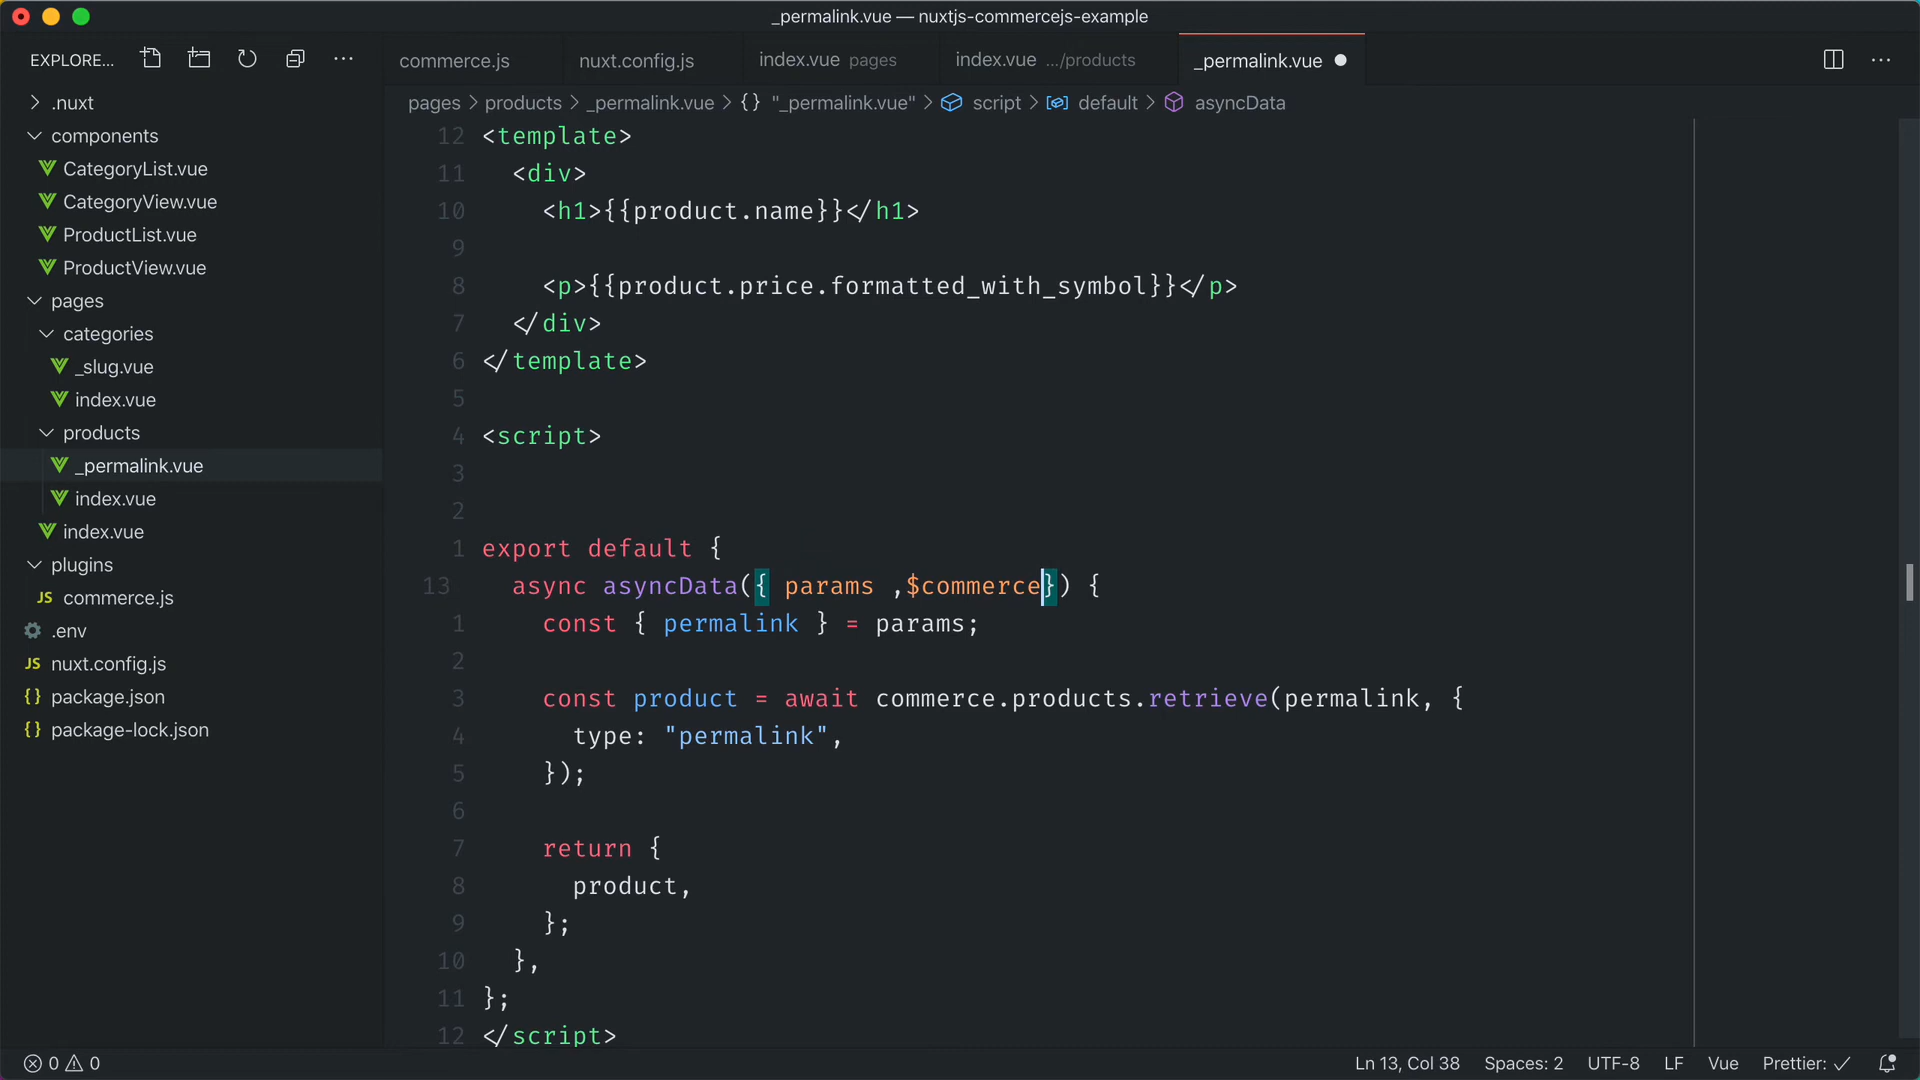 _permalink.vue — nuxtjs-commercejs-example
EXPLORE...
commerce.js
nuxt.config.js
index.vue pages
index.vue .../products
_permalink.vue
pages > products > _permalink.vue > {} "_permalink.vue" > script > default > asyncData
.nuxt
components
CategoryList.vue
CategoryView.vue
ProductList.vue
ProductView.vue
pages
categories
_slug.vue
index.vue
products
_permalink.vue
index.vue
index.vue
plugins
JS commerce.js
.env
JS nuxt.config.js
{} package.json
{} package-lock.json
12 <template>
11 <div>
10 <h1>{{product.name}}</h1>
9
8 <p>{{product.price.formatted_with_symbol}}</p>
7 </div>
6 </template>
5
4 <script>
3
2
1 export default {
13 async asyncData({ params ,$commerce}) {
1 const { permalink } = params;
2
3 const product = await commerce.products.retrieve(permalink, {
4 type: "permalink",
5 });
6
7 return {
8 product,
9 };
10 },
11 };
12 </script>
0 0
Ln 13, Col 38
Spaces: 2
UTF-8
LF
Vue
Prettier: ✓